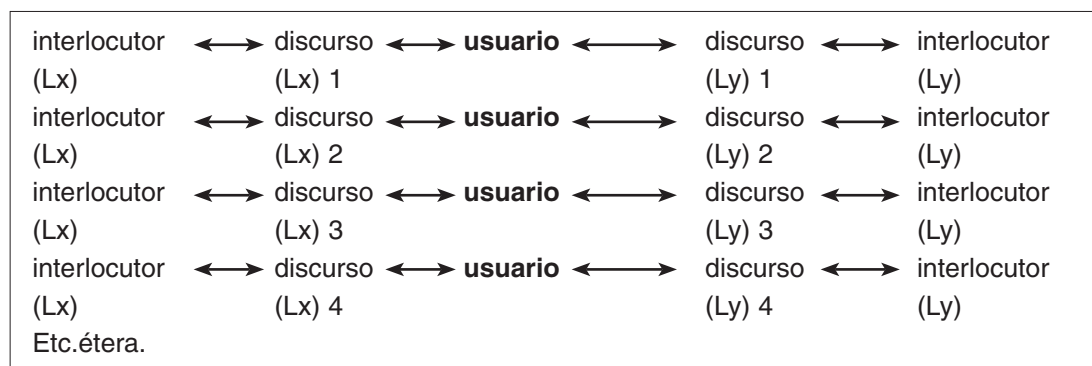 interlocutor ⟷ discurso ⟷ usuario ⟷ discurso ⟷ interlocutor
(Lx) (Lx) 1 (Ly) 1 (Ly)
interlocutor ⟷ discurso ⟷ usuario ⟷ discurso ⟷ interlocutor
(Lx) (Lx) 2 (Ly) 2 (Ly)
interlocutor ⟷ discurso ⟷ usuario ⟷ discurso ⟷ interlocutor
(Lx) (Lx) 3 (Ly) 3 (Ly)
interlocutor ⟷ discurso ⟷ usuario ⟷ discurso ⟷ interlocutor
(Lx) (Lx) 4 (Ly) 4 (Ly)
Etc.étera.